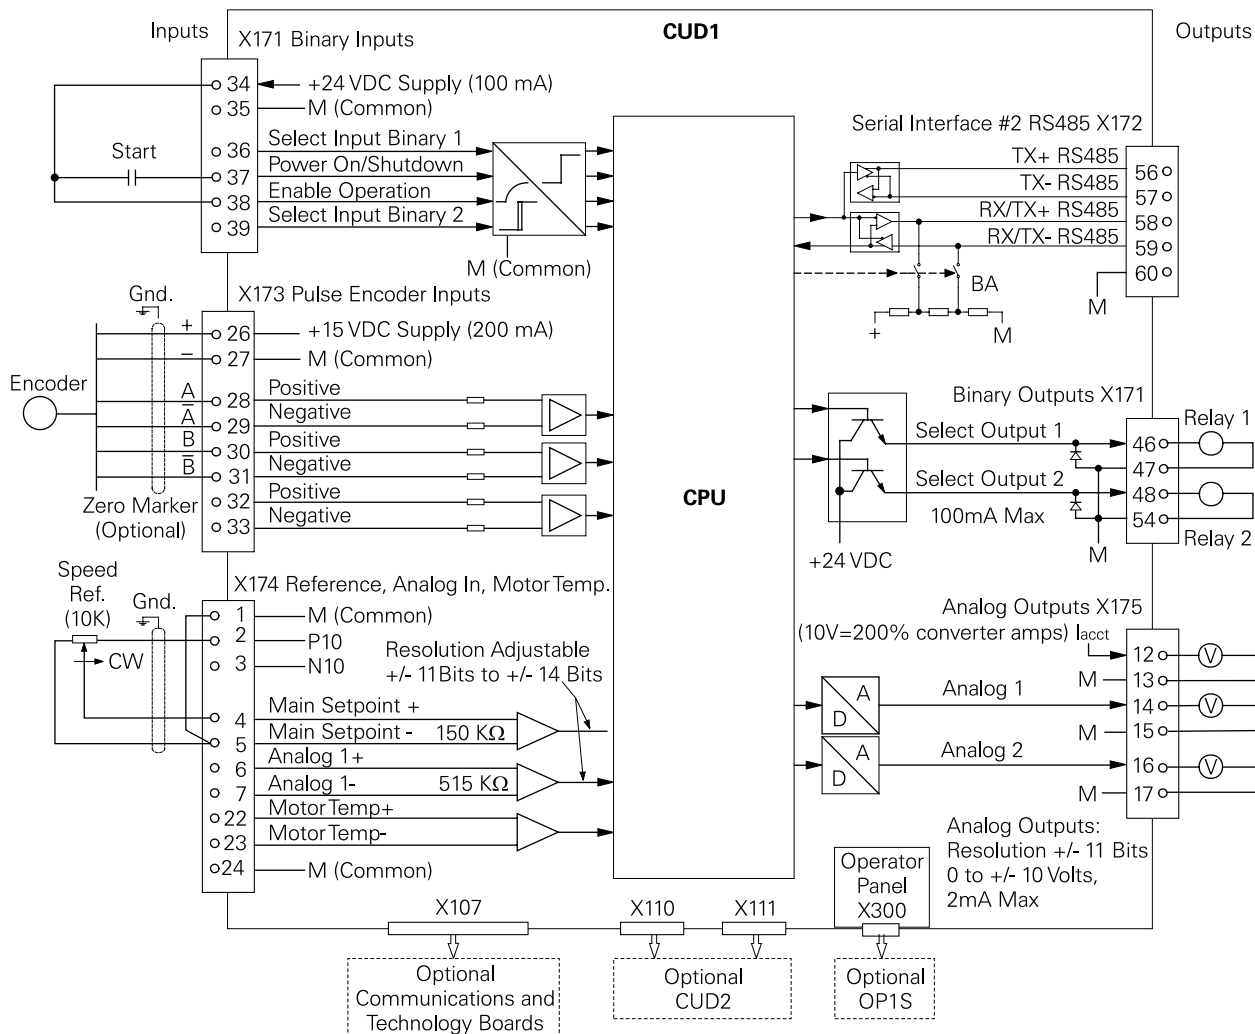 Inputs
CUD1
Outputs
X171 Binary Inputs
34
+24 VDC Supply (100 mA)
35
M (Common)
36
Select Input Binary 1
Start
37
Power On/Shutdown
38
Enable Operation
39
Select Input Binary 2
M (Common)
Serial Interface #2 RS485 X172
TX+ RS485
56
TX- RS485
57
RX/TX+ RS485
58
RX/TX- RS485
59
60
BA
M
+
M
Gnd.
X173 Pulse Encoder Inputs
+
26
+15 VDC Supply (200 mA)
−
27
M (Common)
Encoder
A
28
Positive
A̅
29
Negative
B
30
Positive
B̅
31
Negative
Zero Marker
(Optional)
32
Positive
33
Negative
CPU
Binary Outputs X171
Select Output 1
46
Relay 1
47
Select Output 2
48
100mA Max
54
Relay 2
+24 VDC
M
Speed
Ref.
(10K)
Gnd.
CW
X174 Reference, Analog In, Motor Temp.
1
M (Common)
2
P10
3
N10
Resolution Adjustable
+/- 11Bits to +/- 14 Bits
4
Main Setpoint +
5
Main Setpoint - 150 KΩ
6
Analog 1+
7
Analog 1- 515 KΩ
22
Motor Temp+
23
Motor Temp-
24
M (Common)
Analog Outputs X175
(10V=200% converter amps) Iacct
12
V
M
13
A
D
Analog 1
14
V
M
15
A
D
Analog 2
16
V
M
17
Analog Outputs:
Resolution +/- 11 Bits
0 to +/- 10 Volts,
2mA Max
Operator
Panel
X300
X107
X110
X111
Optional
Communications and
Technology Boards
Optional
CUD2
Optional
OP1S